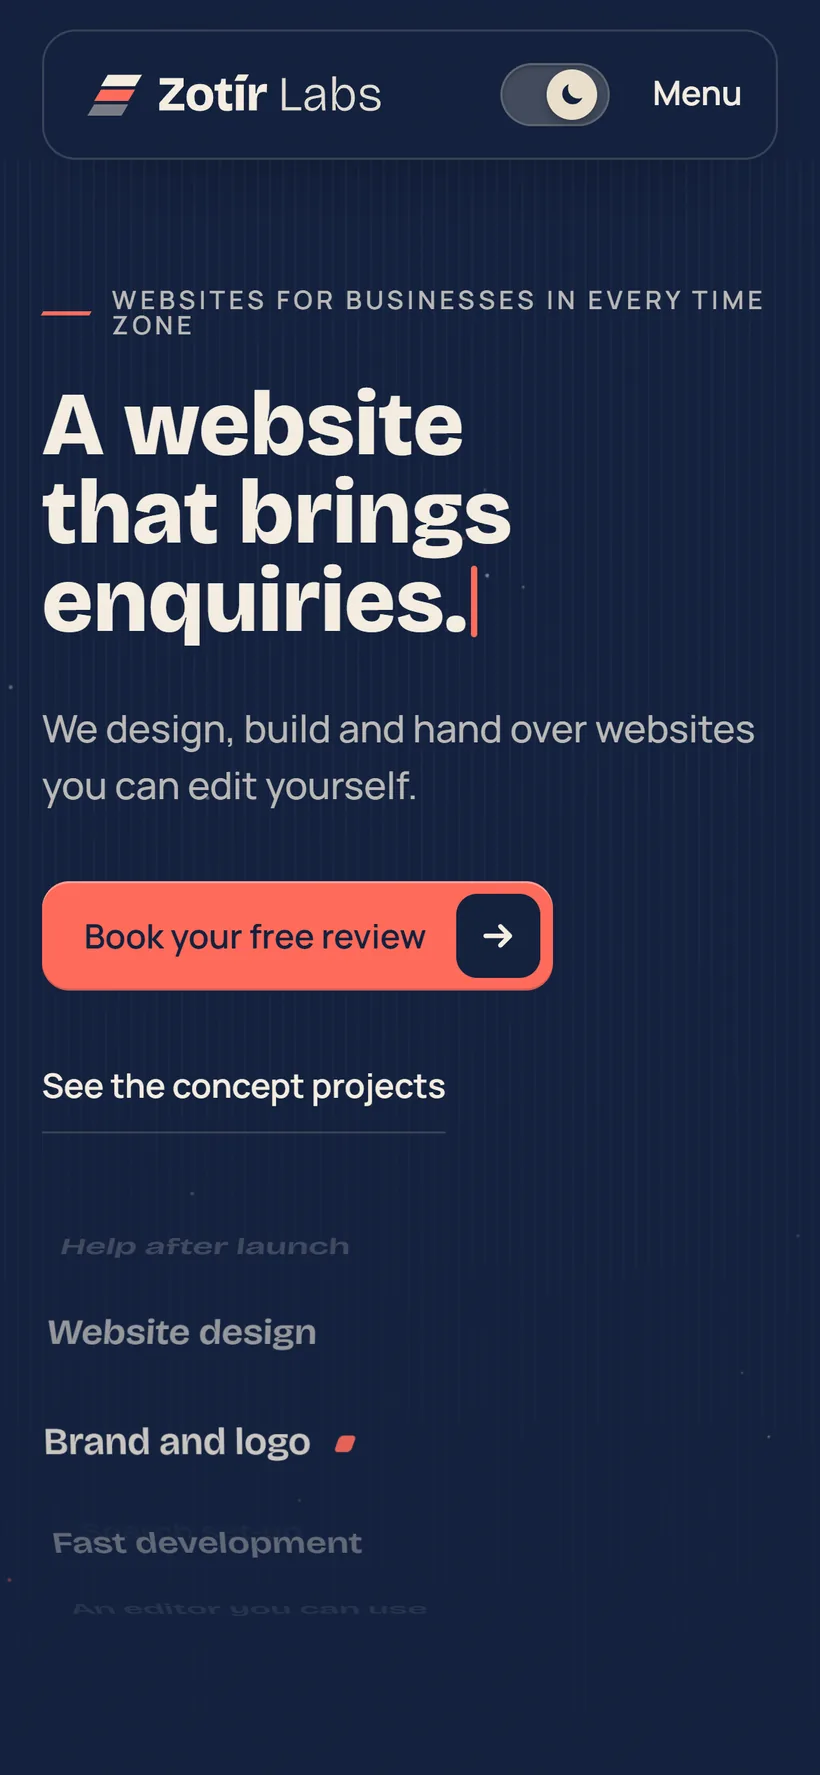 Zotír Labs
Menu
WEBSITES FOR BUSINESSES IN EVERY TIME
ZONE
A website
that brings
enquiries.
We design, build and hand over websites
you can edit yourself.
Book your free review
See the concept projects
Help after launch
Website design
Brand and logo
Fast development
An editor you can use